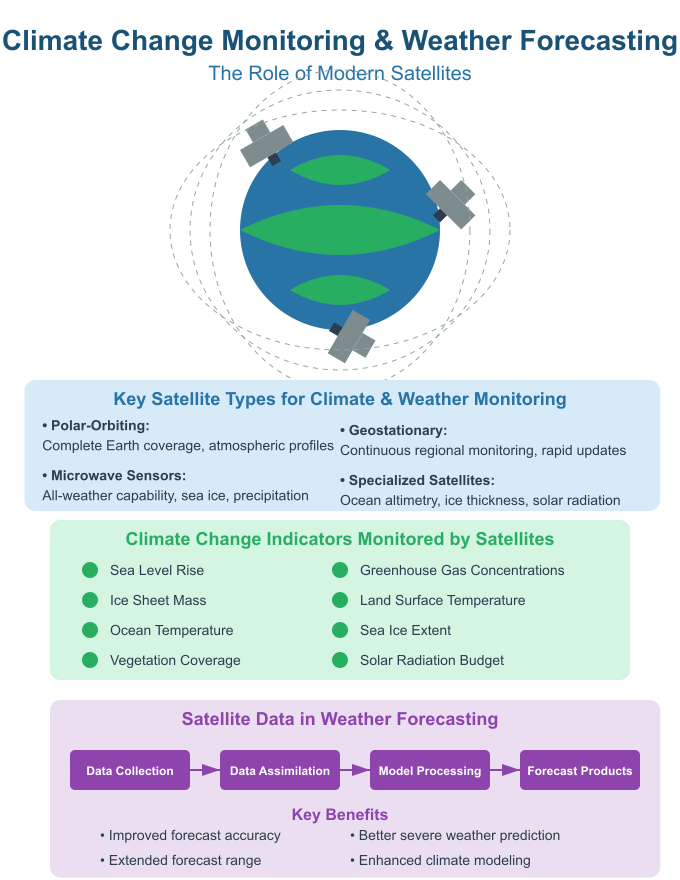 Climate Change Monitoring & Weather Forecasting
The Role of Modern Satellites
Key Satellite Types for Climate & Weather Monitoring
• Polar-Orbiting:
Complete Earth coverage, atmospheric profiles
• Microwave Sensors:
All-weather capability, sea ice, precipitation
• Geostationary:
Continuous regional monitoring, rapid updates
• Specialized Satellites:
Ocean altimetry, ice thickness, solar radiation
Climate Change Indicators Monitored by Satellites
Sea Level Rise
Ice Sheet Mass
Ocean Temperature
Vegetation Coverage
Greenhouse Gas Concentrations
Land Surface Temperature
Sea Ice Extent
Solar Radiation Budget
Satellite Data in Weather Forecasting
Data Collection
Data Assimilation
Model Processing
Forecast Products
Key Benefits
• Improved forecast accuracy
• Extended forecast range
• Better severe weather prediction
• Enhanced climate modeling